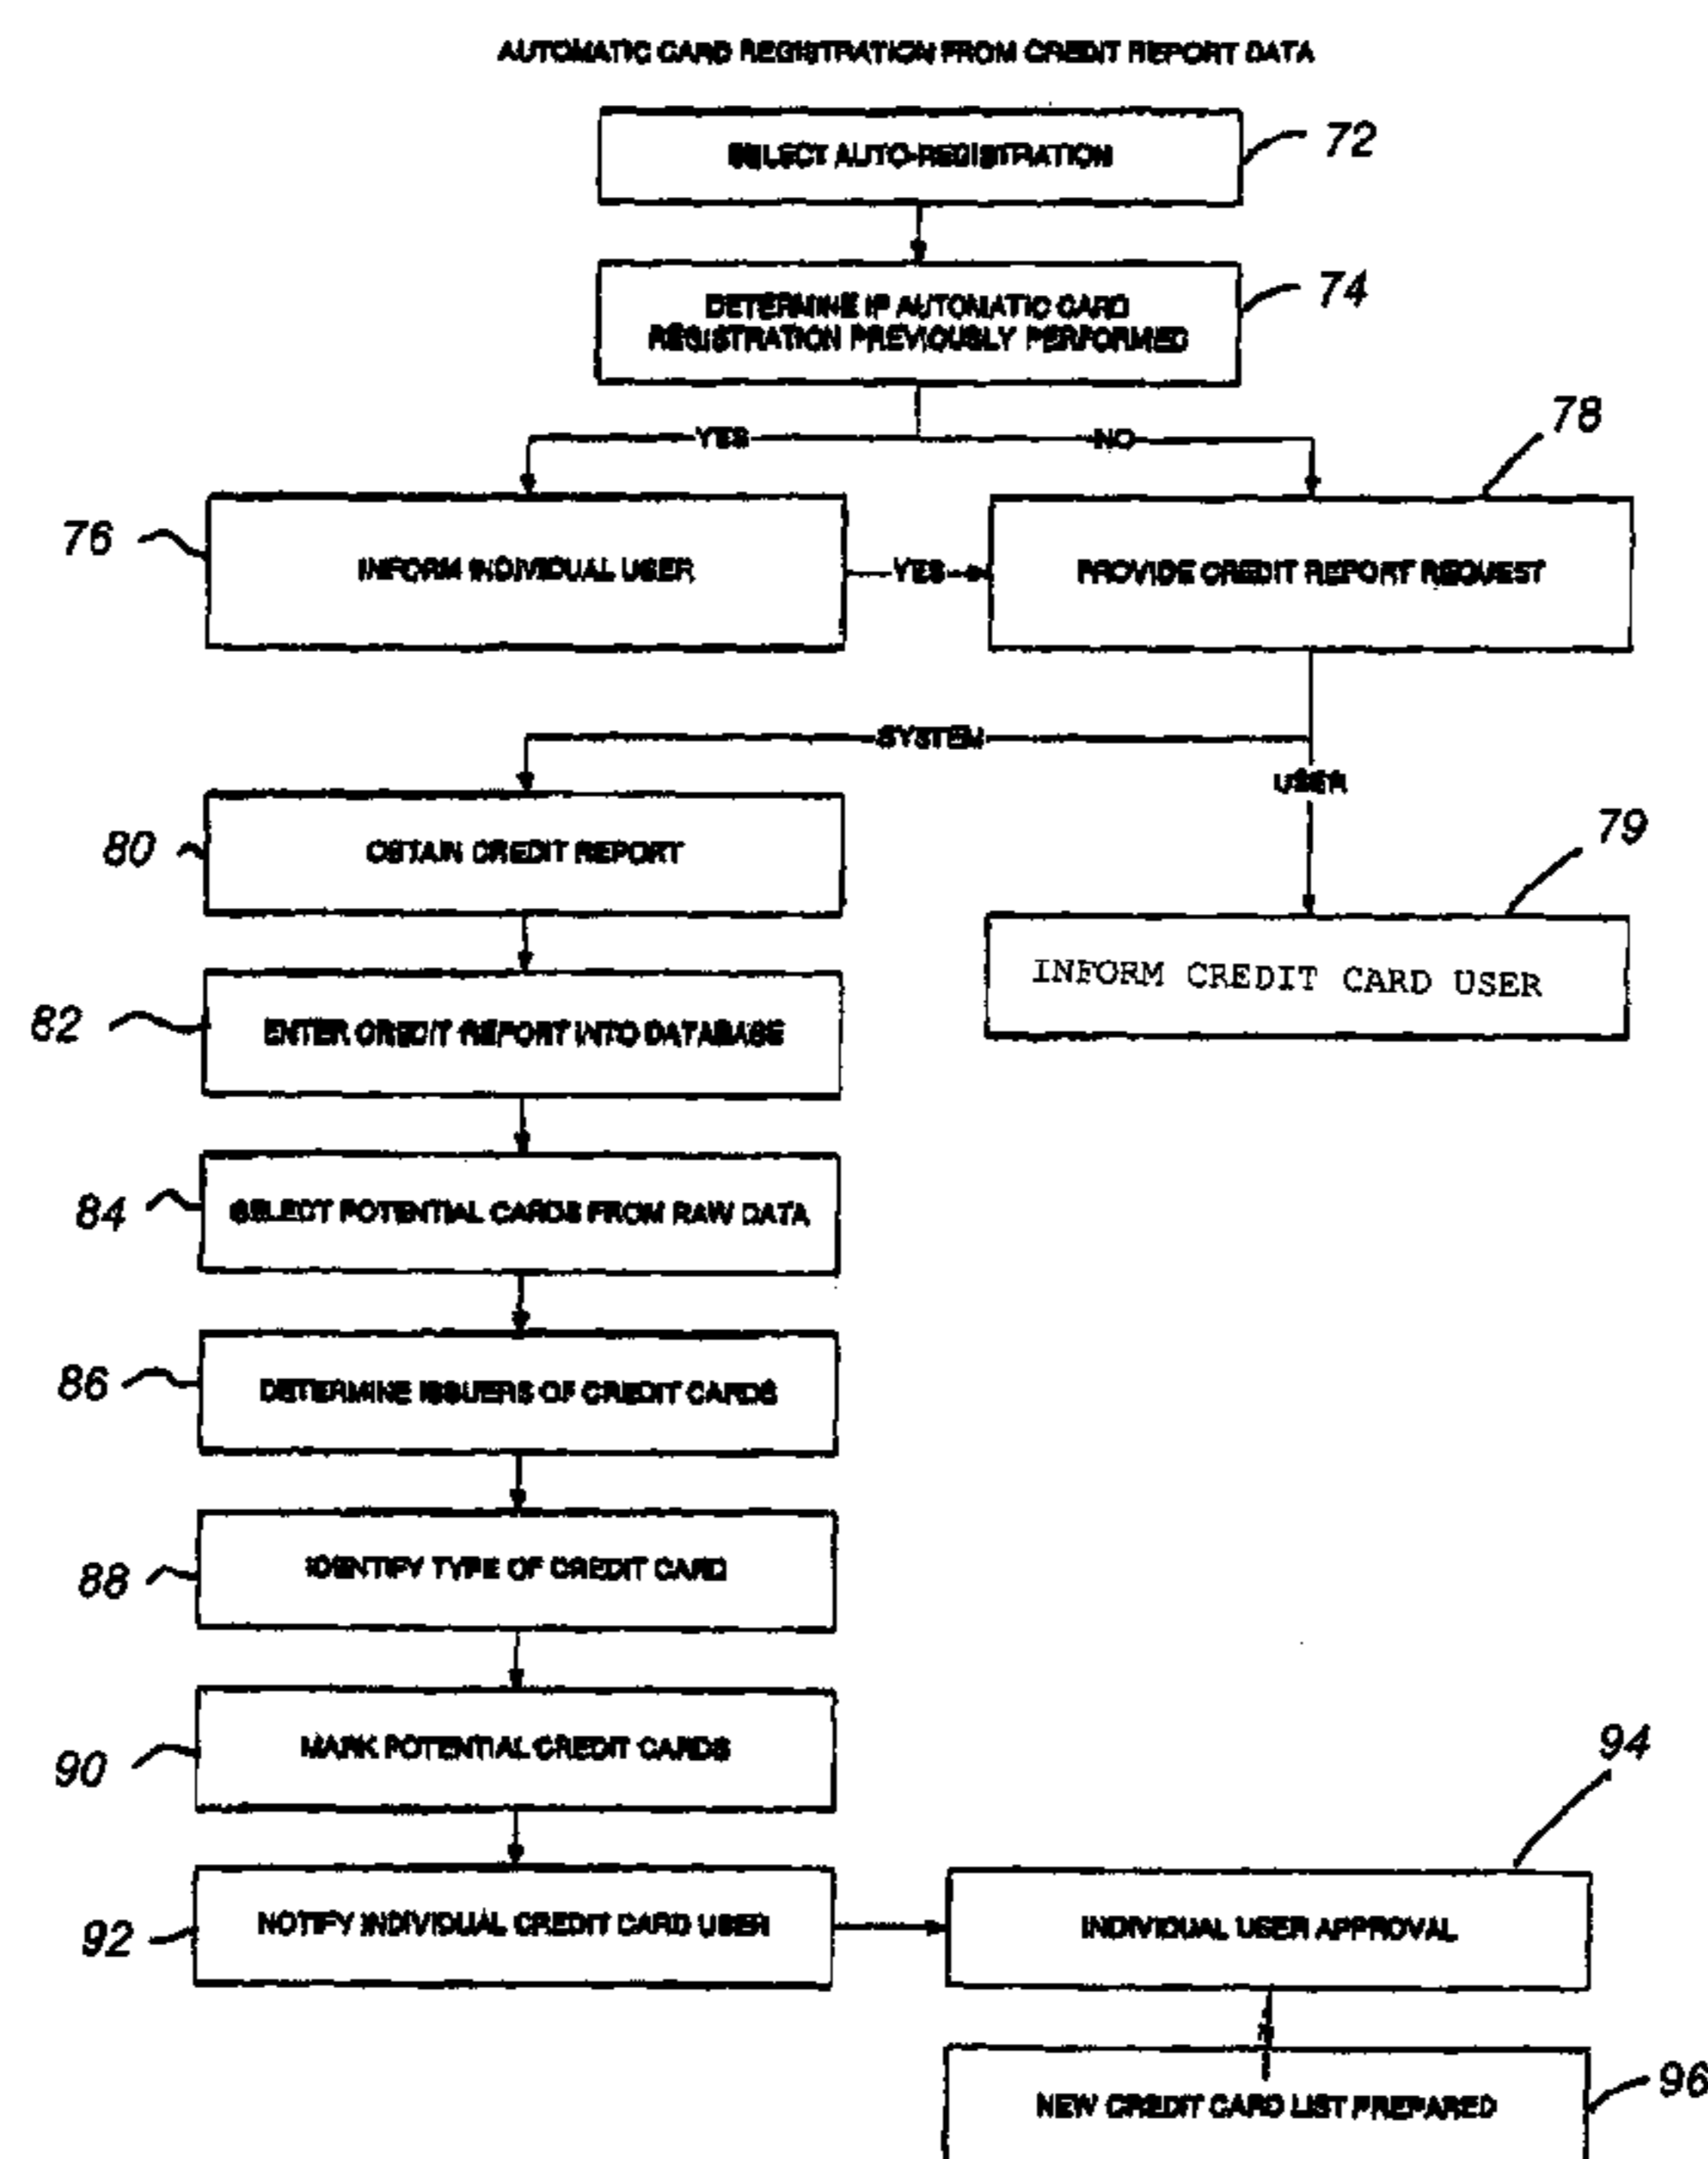 AUTOMATIC CARD REGISTRATION FROM CREDIT REPORT DATA
SELECT AUTO-REGISTRATION
72
DETERMINE IF AUTOMATIC CARD
REGISTRATION PREVIOUSLY PERFORMED
74
YES
NO
78
76
INFORM INDIVIDUAL USER
YES
PROVIDE CREDIT REPORT REQUEST
SYSTEM
USER
80
OBTAIN CREDIT REPORT
79
INFORM CREDIT CARD USER
82
ENTER CREDIT REPORT INTO DATABASE
84
SELECT POTENTIAL CARDS FROM RAW DATA
86
DETERMINE ISSUERS OF CREDIT CARDS
88
IDENTIFY TYPE OF CREDIT CARD
90
MARK POTENTIAL CREDIT CARDS
94
92
NOTIFY INDIVIDUAL CREDIT CARD USER
INDIVIDUAL USER APPROVAL
NEW CREDIT CARD LIST PREPARED
96